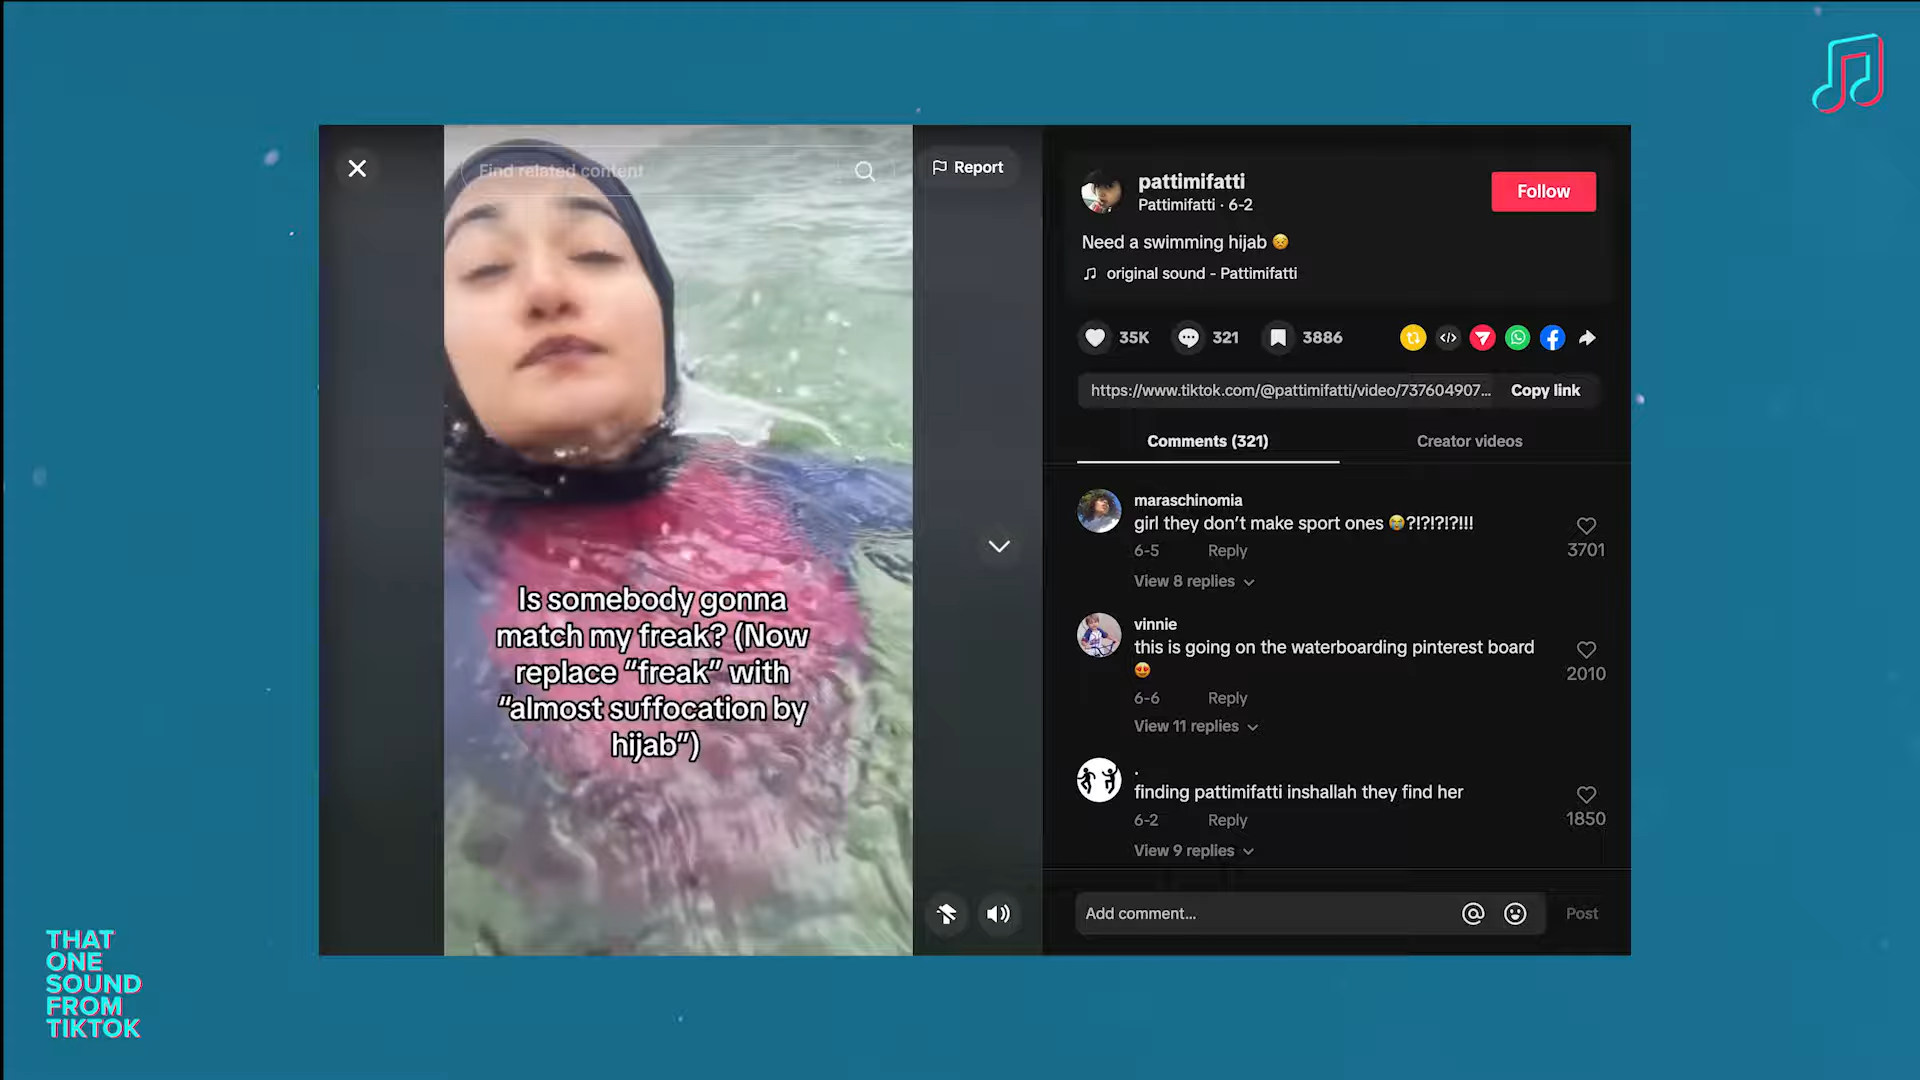 Find related content
Report
Is somebody gonna
match my freak? (Now
replace “freak” with
“almost suffocation by
hijab”)
pattimifatti
Pattimifatti · 6-2
Follow
Need a swimming hijab 😣
original sound - Pattimifatti
35K
321
3886
https://www.tiktok.com/@pattimifatti/video/737604907...
Copy link
Comments (321)
Creator videos
maraschinomia
girl they don’t make sport ones 😭?!?!?!?!!!
6-5 Reply
3701
View 8 replies
vinnie
this is going on the waterboarding pinterest board
😍
6-6 Reply
2010
View 11 replies
.
finding pattimifatti inshallah they find her
6-2 Reply
1850
View 9 replies
Add comment...
Post
THAT
ONE
SOUND
FROM
TIKTOK